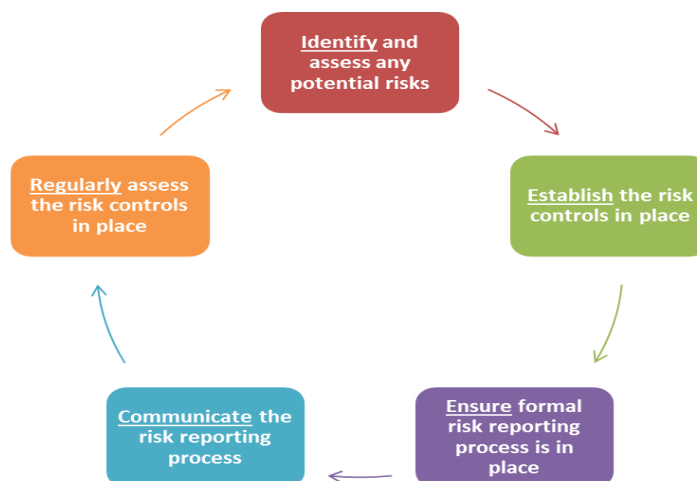 Identify and
assess any
potential risks
Establish the risk
controls in place
Ensure formal
risk reporting
process is in
place
Communicate the
risk reporting
process
Regularly assess
the risk controls
in place